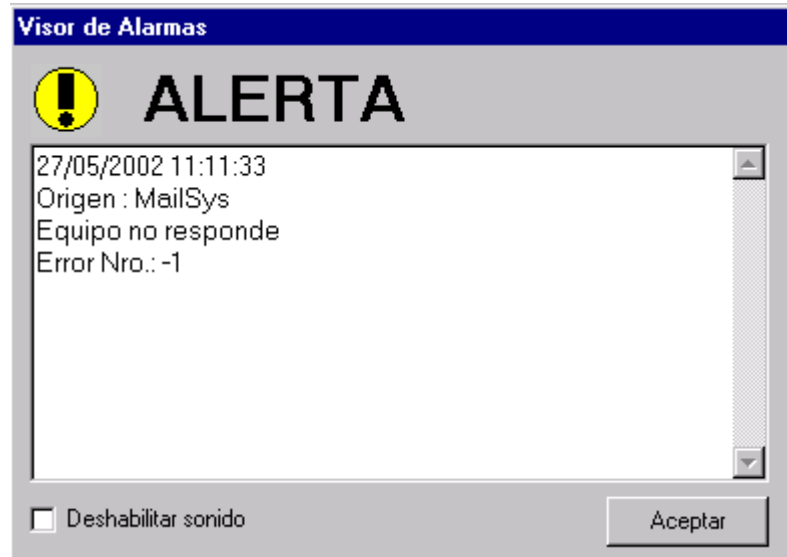 Visor de Alarmas
ALERTA
27/05/2002 11:11:33
Origen : MailSys
Equipo no responde
Error Nro.: -1
Deshabilitar sonido
Aceptar